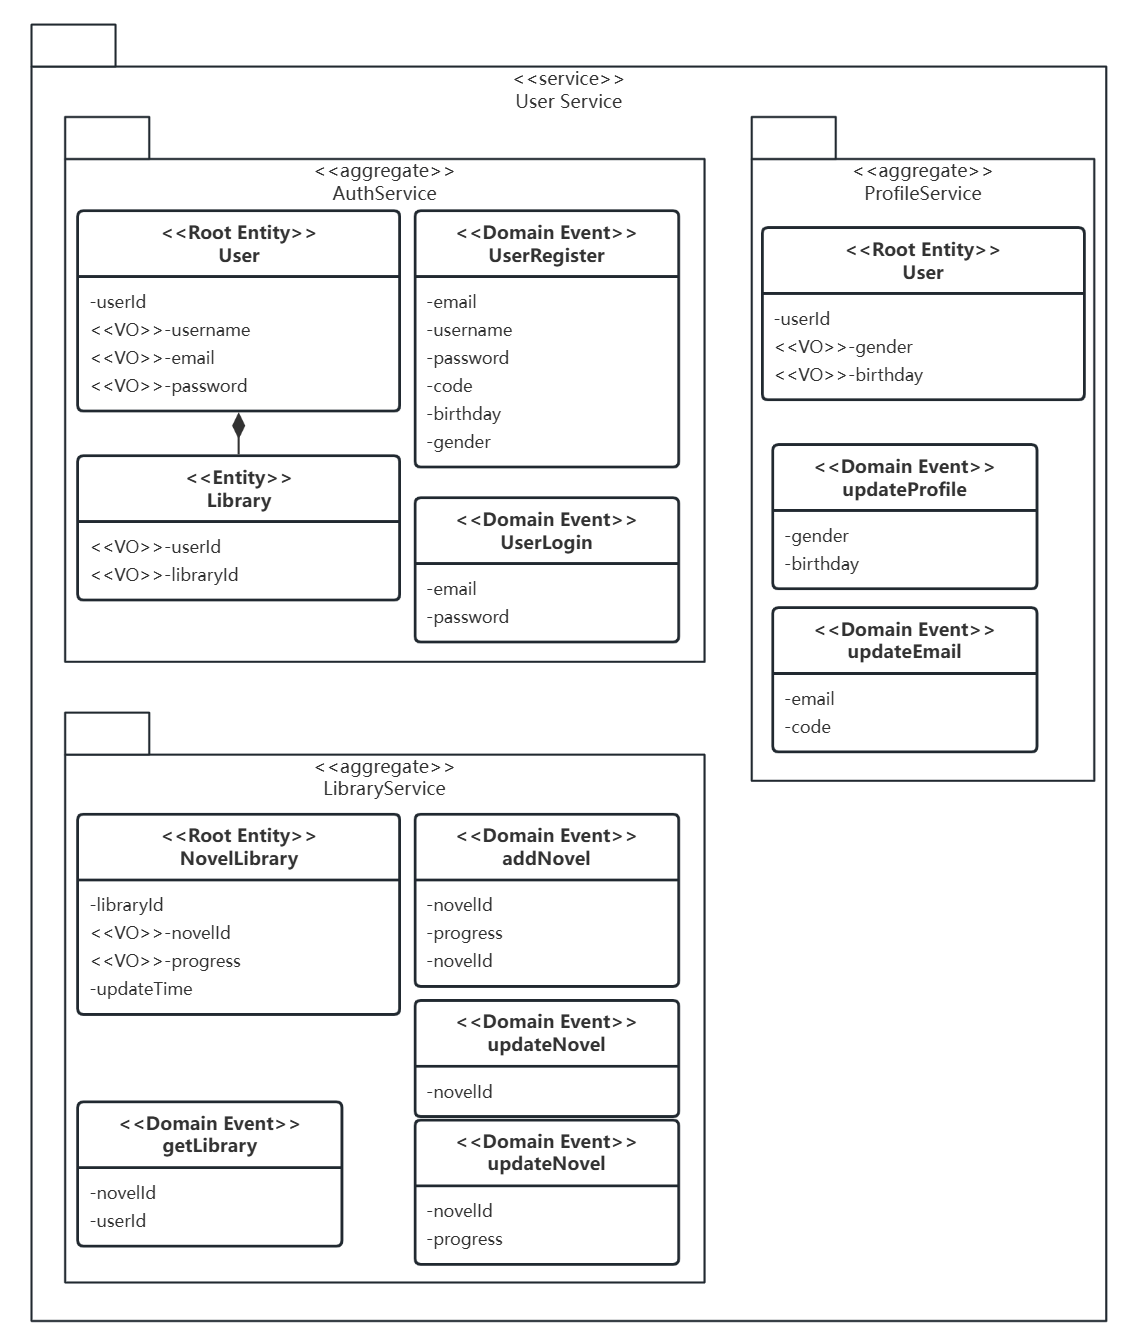 <<service>>
User Service
<<aggregate>>
AuthService
<<Root Entity>>
User
-userId
<<VO>>-username
<<VO>>-email
<<VO>>-password
<<Entity>>
Library
<<VO>>-userId
<<VO>>-libraryId
<<Domain Event>>
UserRegister
-email
-username
-password
-code
-birthday
-gender
<<Domain Event>>
UserLogin
-email
-password
<<aggregate>>
ProfileService
<<Root Entity>>
User
-userId
<<VO>>-gender
<<VO>>-birthday
<<Domain Event>>
updateProfile
-gender
-birthday
<<Domain Event>>
updateEmail
-email
-code
<<aggregate>>
LibraryService
<<Root Entity>>
NovelLibrary
-libraryId
<<VO>>-novelId
<<VO>>-progress
-updateTime
<<Domain Event>>
getLibrary
-novelId
-userId
<<Domain Event>>
addNovel
-novelId
-progress
-novelId
<<Domain Event>>
updateNovel
-novelId
<<Domain Event>>
updateNovel
-novelId
-progress